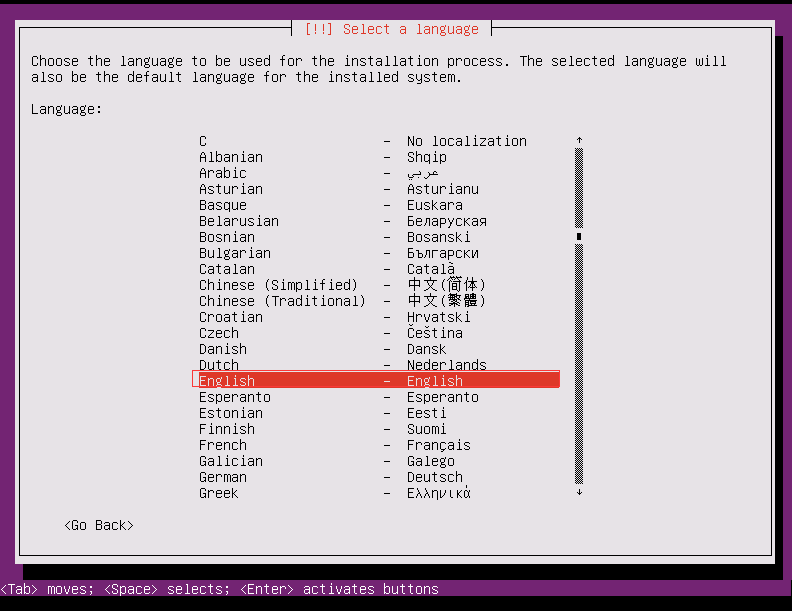 [!!] Select a language
Choose the language to be used for the installation process. The selected language will
also be the default language for the installed system.
Language:
C - No localization
Albanian - Shqip
Arabic - عربي
Asturian - Asturianu
Basque - Euskara
Belarusian - Беларуская
Bosnian - Bosanski
Bulgarian - Български
Catalan - Català
Chinese (Simplified) - 中文(简体)
Chinese (Traditional) - 中文(繁體)
Croatian - Hrvatski
Czech - Čeština
Danish - Dansk
Dutch - Nederlands
English - English
Esperanto - Esperanto
Estonian - Eesti
Finnish - Suomi
French - Français
Galician - Galego
German - Deutsch
Greek - Ελληνικά
<Go Back>
<Tab> moves; <Space> selects; <Enter> activates buttons